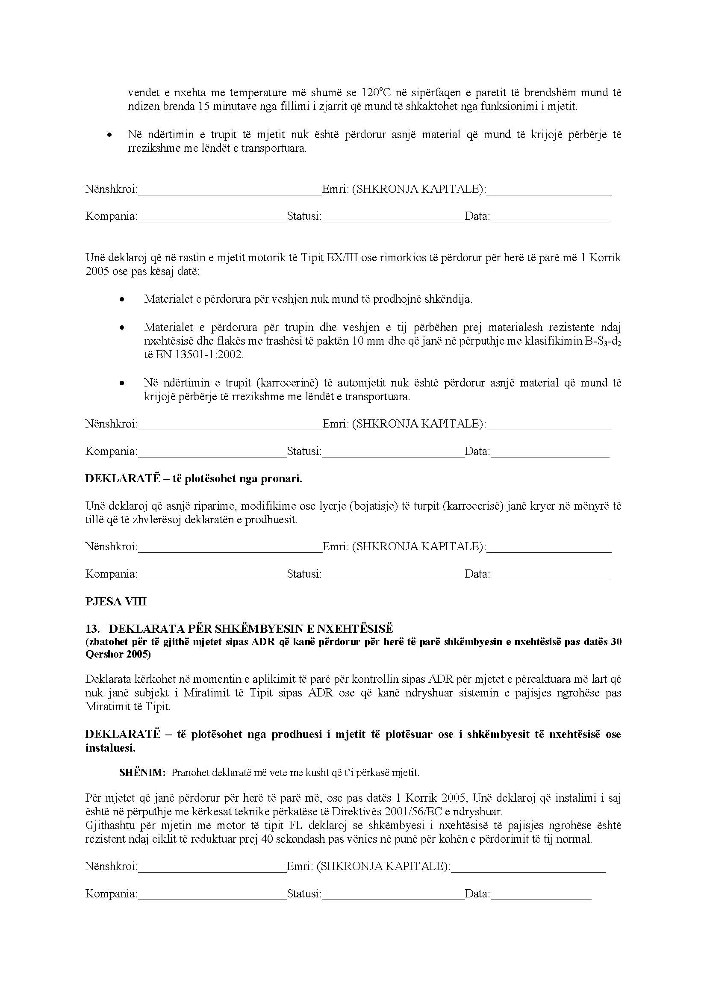 vendet e nxehta me temperature më shumë se 120°C në sipërfaqen e paretit të brendshëm mund të
ndizen brenda 15 minutave nga fillimi i zjarrit që mund të shkaktohet nga funksionimi i mjetit.
• Në ndërtimin e trupit të mjetit nuk është përdorur asnjë material që mund të krijojë përbërje të
rrezikshme me lëndët e transportuara.
Nënshkroi:_______________________________Emri: (SHKRONJA KAPITALE):_____________________
Kompania:_________________________Statusi:________________________Data:____________________
Unë deklaroj që në rastin e mjetit motorik të Tipit EX/III ose rimorkios të përdorur për herë të parë më 1 Korrik
2005 ose pas kësaj datë:
• Materialet e përdorura për veshjen nuk mund të prodhojnë shkëndija.
• Materialet e përdorura për trupin dhe veshjen e tij përbëhen prej materialesh rezistente ndaj
nxehtësisë dhe flakës me trashësi të paktën 10 mm dhe që janë në përputhje me klasifikimin B-S₃-d₂
të EN 13501-1:2002.
• Në ndërtimin e trupit (karrocerinë) të automjetit nuk është përdorur asnjë material që mund të
krijojë përbërje të rrezikshme me lëndët e transportuara.
Nënshkroi:_______________________________Emri: (SHKRONJA KAPITALE):_____________________
Kompania:_________________________Statusi:________________________Data:____________________
DEKLARATË – të plotësohet nga pronari.
Unë deklaroj që asnjë riparime, modifikime ose lyerje (bojatisje) të turpit (karrocerisë) janë kryer në mënyrë të
tillë që të zhvlerësoj deklaratën e prodhuesit.
Nënshkroi:_______________________________Emri: (SHKRONJA KAPITALE):_____________________
Kompania:_________________________Statusi:________________________Data:____________________
PJESA VIII
13. DEKLARATA PËR SHKËMBYESIN E NXEHTËSISË
(zbatohet për të gjithë mjetet sipas ADR që kanë përdorur për herë të parë shkëmbyesin e nxehtësisë pas datës 30
Qershor 2005)
Deklarata kërkohet në momentin e aplikimit të parë për kontrollin sipas ADR për mjetet e përcaktuara më lart që
nuk janë subjekt i Miratimit të Tipit sipas ADR ose që kanë ndryshuar sistemin e pajisjes ngrohëse pas
Miratimit të Tipit.
DEKLARATË – të plotësohet nga prodhuesi i mjetit të plotësuar ose i shkëmbyesit të nxehtësisë ose
instaluesi.
SHËNIM: Pranohet deklaratë më vete me kusht që t’i përkasë mjetit.
Për mjetet që janë përdorur për herë të parë më, ose pas datës 1 Korrik 2005, Unë deklaroj që instalimi i saj
është në përputhje me kërkesat teknike përkatëse të Direktivës 2001/56/EC e ndryshuar.
Gjithashtu për mjetin me motor të tipit FL deklaroj se shkëmbyesi i nxehtësisë të pajisjes ngrohëse është
rezistent ndaj ciklit të reduktuar prej 40 sekondash pas vënies në punë për kohën e përdorimit të tij normal.
Nënshkroi:_________________________Emri: (SHKRONJA KAPITALE):__________________________
Kompania:_________________________Statusi:________________________Data:_________________